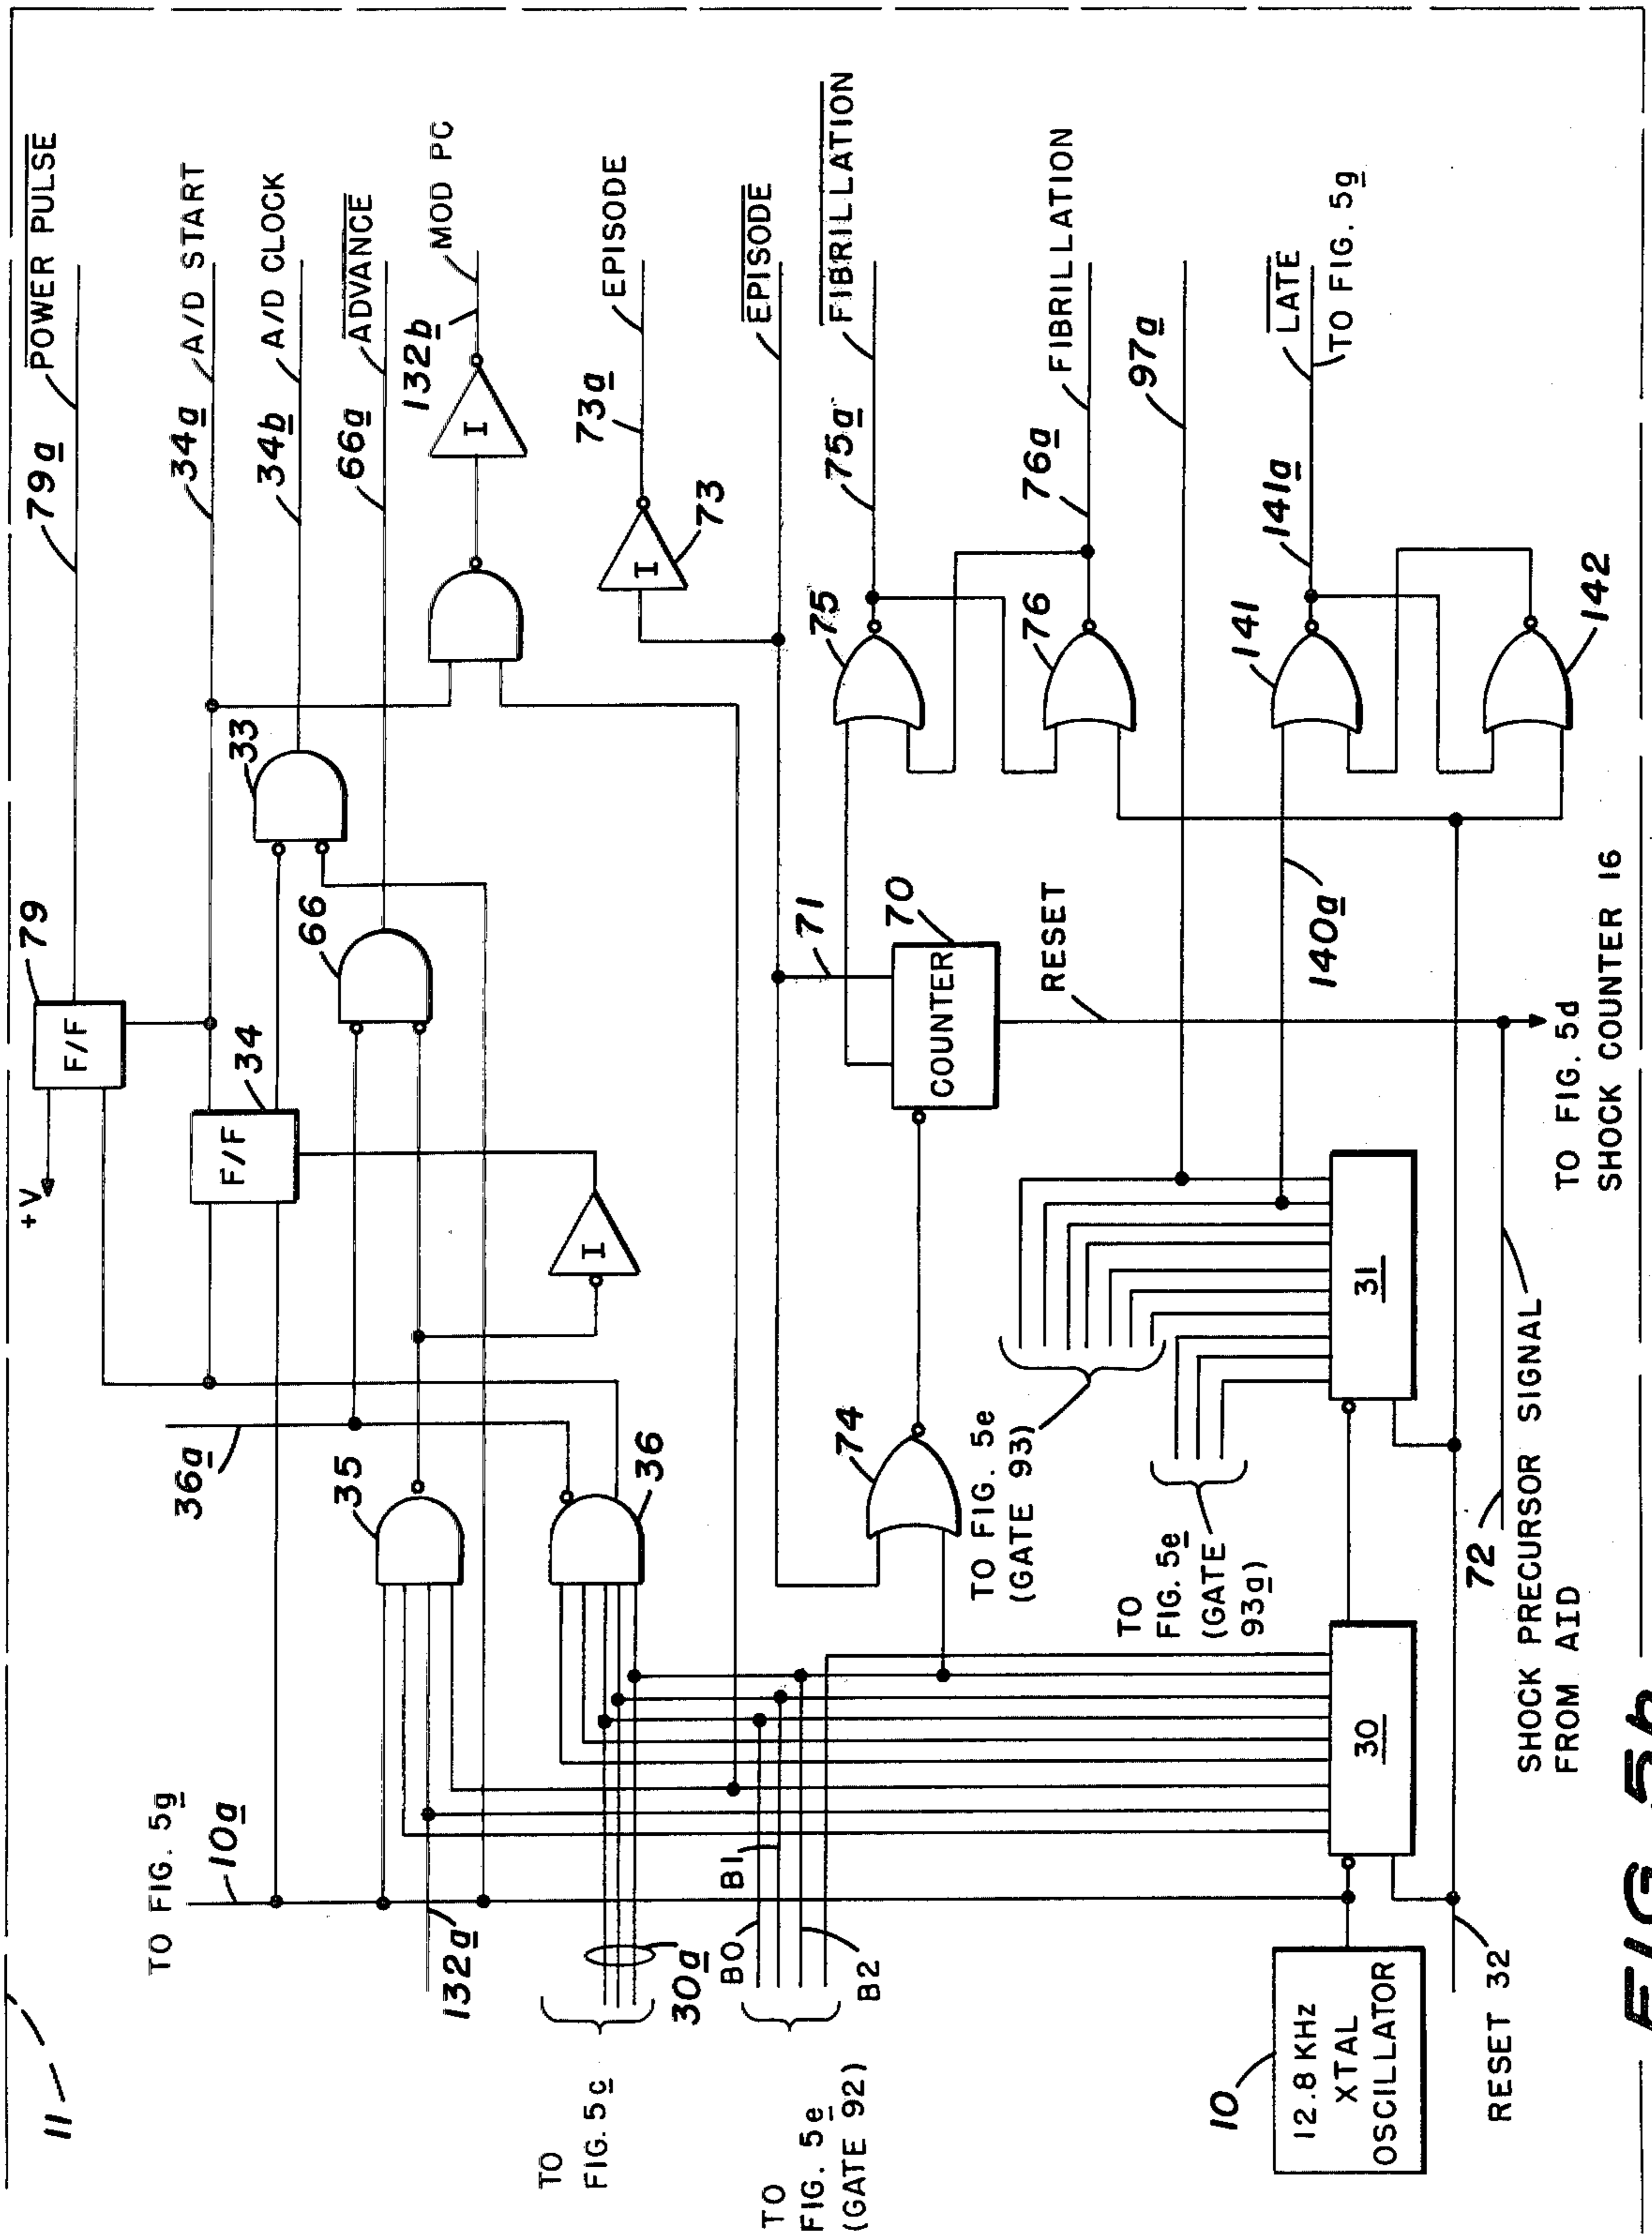 11
TO FIG. 5g
10a
132a
36a
35
36
+V
79
F/F
34
F/F
66
33
79a
POWER PULSE
34a
A/D START
34b
A/D CLOCK
66a
ADVANCE
132b
MOD PC
I
I
73a
EPISODE
I
73
EPISODE
TO
FIG. 5c
30a
TO
FIG. 5e
(GATE 92)
B0
B1
B2
74
71
70
COUNTER
RESET
75
75a
FIBRILLATION
76
76a
FIBRILLATION
97a
TO FIG. 5e
(GATE 93)
TO
FIG. 5e
(GATE
93a)
140a
141
141a
LATE
TO FIG. 5g
142
10
12.8 KHz
XTAL
OSCILLATOR
30
31
RESET 32
72
SHOCK PRECURSOR SIGNAL
FROM AID
TO FIG. 5d
SHOCK COUNTER 16